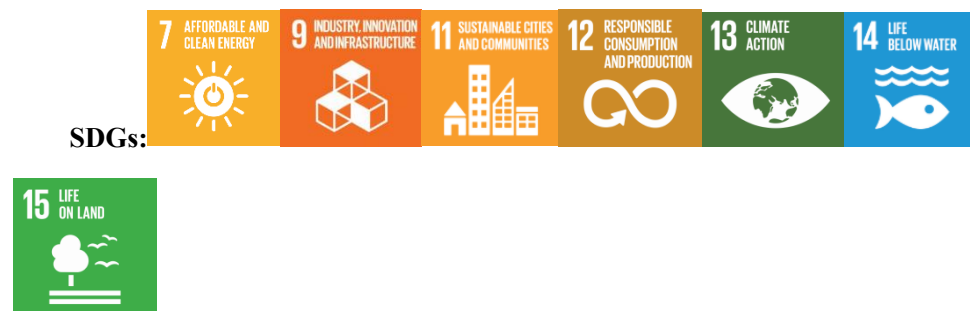 SDGs:
7 AFFORDABLE AND
CLEAN ENERGY
9 INDUSTRY, INNOVATION
AND INFRASTRUCTURE
11 SUSTAINABLE CITIES
AND COMMUNITIES
12 RESPONSIBLE
CONSUMPTION
AND PRODUCTION
13 CLIMATE
ACTION
14 LIFE
BELOW WATER
15 LIFE
ON LAND